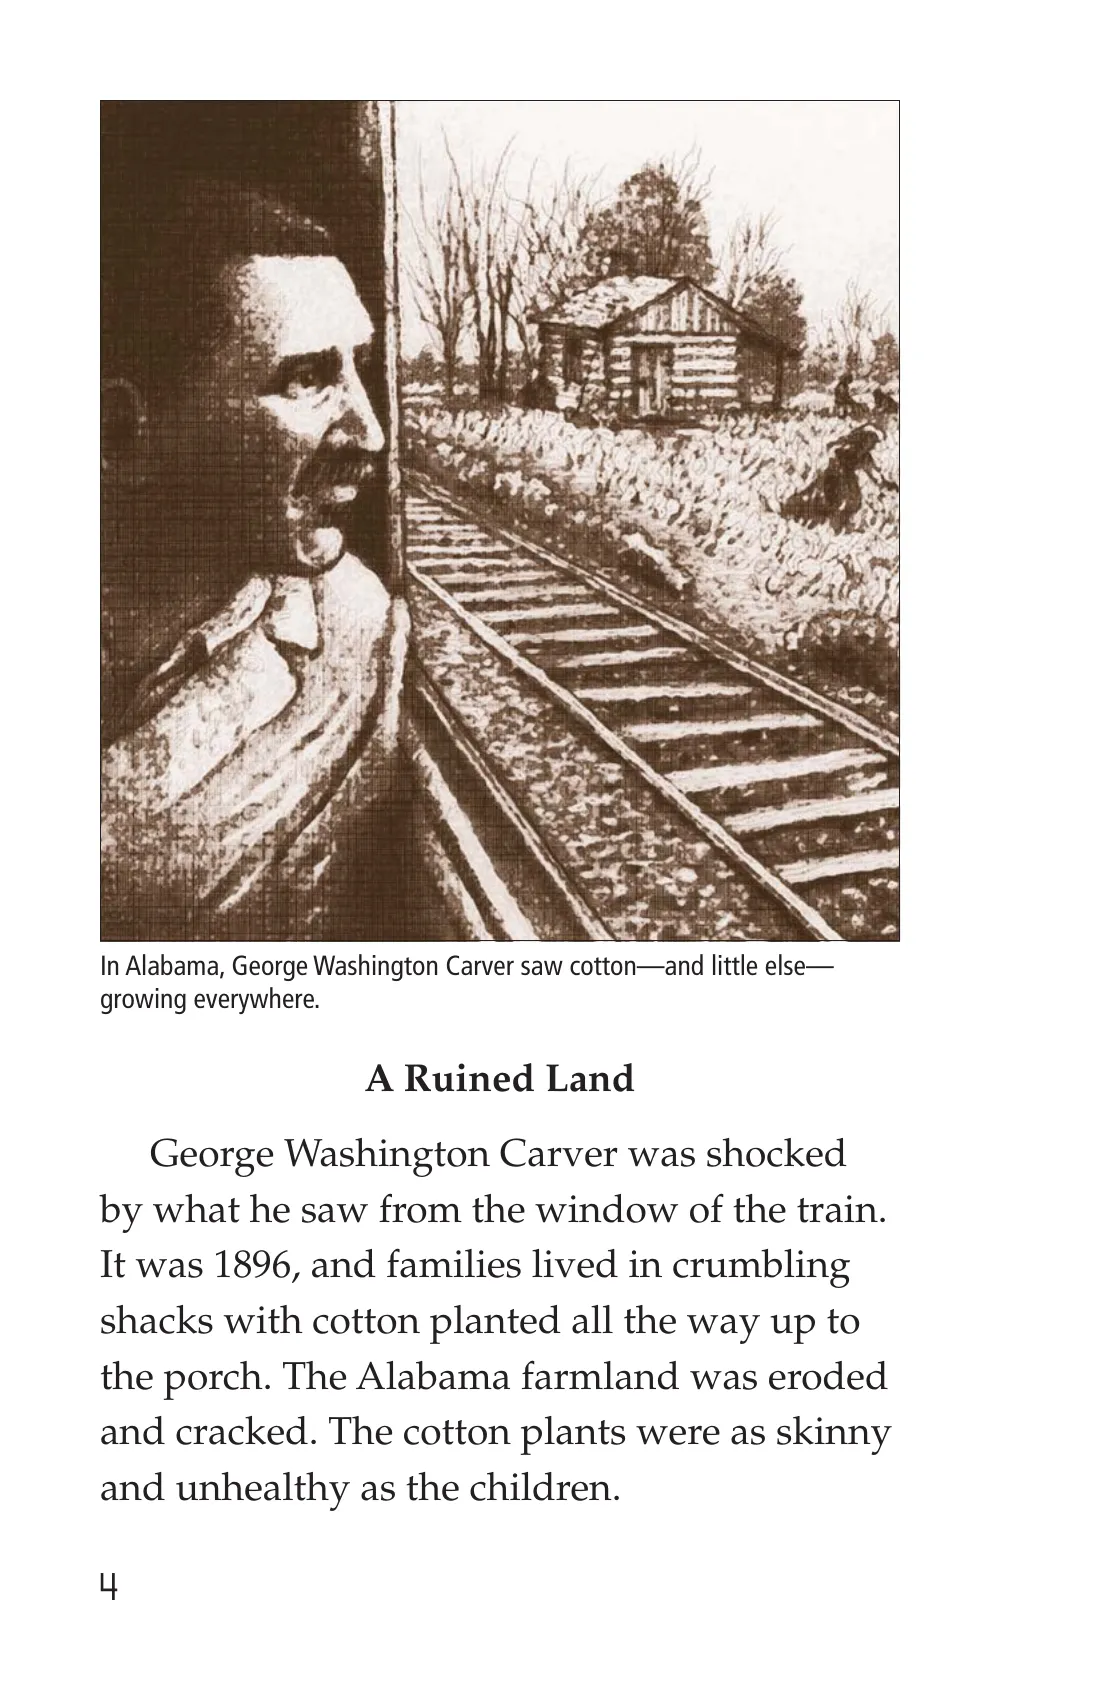 In Alabama, George Washington Carver saw cotton—and little else—
growing everywhere.
A Ruined Land
George Washington Carver was shocked
by what he saw from the window of the train.
It was 1896, and families lived in crumbling
shacks with cotton planted all the way up to
the porch. The Alabama farmland was eroded
and cracked. The cotton plants were as skinny
and unhealthy as the children.
4